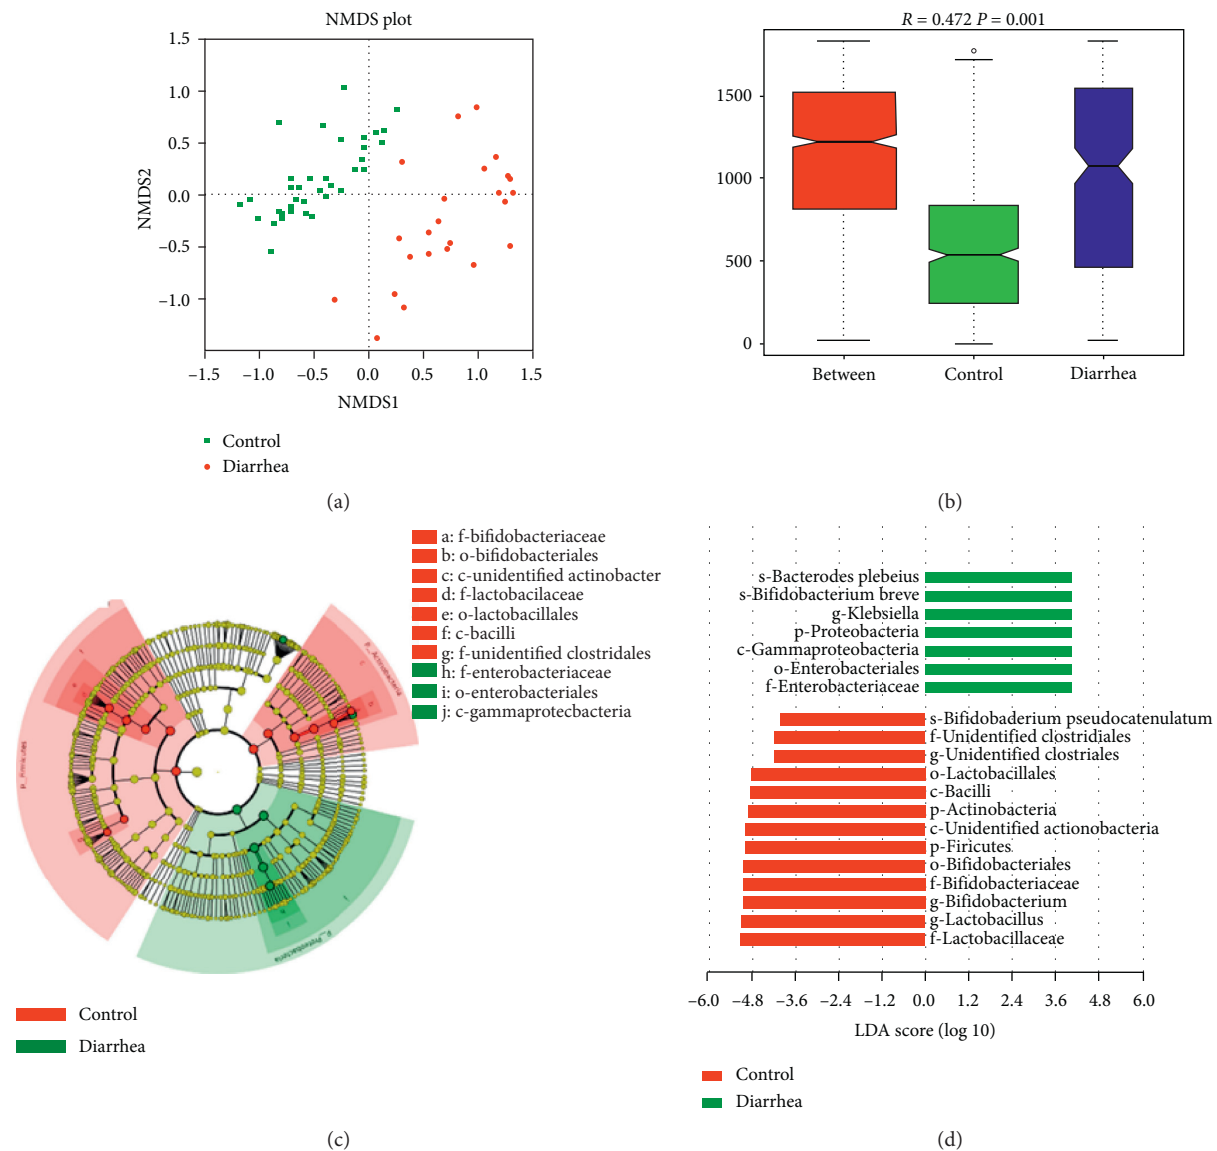 NMDS plot
1.5
1.0
0.5
0.0
−0.5
−1.0
NMDS2
−1.5
−1.0
−0.5
0.0
0.5
1.0
1.5
NMDS1
Control
Diarrhea
(a)
R = 0.472 P = 0.001
1500
1000
500
0
Between
Control
Diarrhea
(b)
a: f-bifidobacteriaceae
b: o-bifidobacteriales
c: c-unidentified actinobacter
d: f-lactobacilaceae
e: o-lactobacillales
f: c-bacilli
g: f-unidentified clostridales
h: f-enterobacteriaceae
i: o-enterobacteriales
j: c-gammaprotecbacteria
P_Actinobacteria
P_Firmicutes
P_Proteobacteria
Control
Diarrhea
(c)
s-Bacterodes plebeius
s-Bifidobacterium breve
g-Klebsiella
p-Proteobacteria
c-Gammaproteobacteria
o-Enterobacteriales
f-Enterobacteriaceae
s-Bifidobaderium pseudocatenulatum
f-Unidentified clostridiales
g-Unidentified clostriales
o-Lactobacillales
c-Bacilli
p-Actinobacteria
c-Unidentified actionobacteria
p-Firicutes
o-Bifidobacteriales
f-Bifidobacteriaceae
g-Bifidobacterium
g-Lactobacillus
f-Lactobacillaceae
−6.0
−4.8
−3.6
−2.4
−1.2
0.0
1.2
2.4
3.6
4.8
6.0
LDA score (log 10)
Control
Diarrhea
(d)